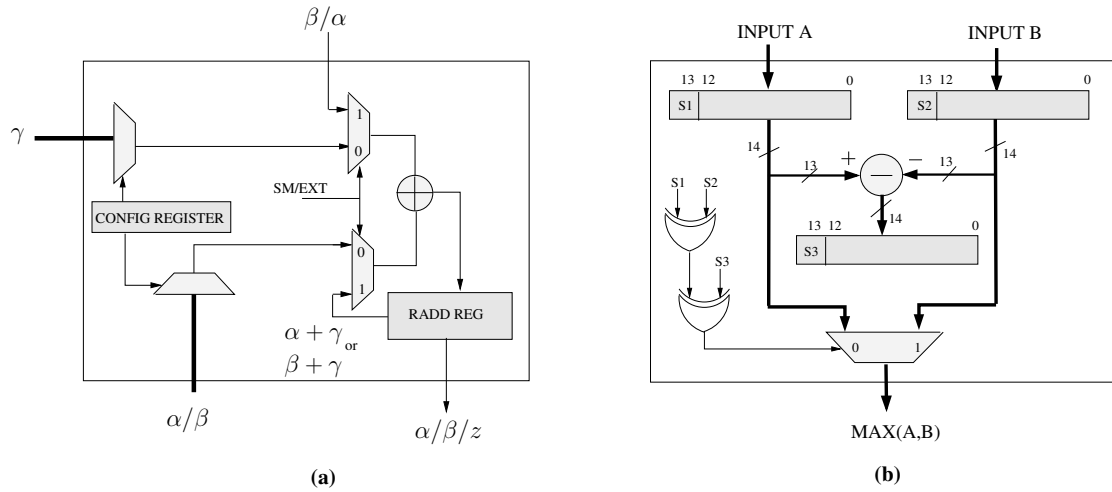 β/α
γ
1
0
SM/EXT
CONFIG REGISTER
0
1
RADD REG
α + γ or
β + γ
α/β
α/β/z
(a)
INPUT A
INPUT B
13 12 0
13 12 0
S1
S2
14
14
+
−
13
13
—
S1 S2
14
13 12 0
S3
S3
0
1
MAX(A,B)
(b)